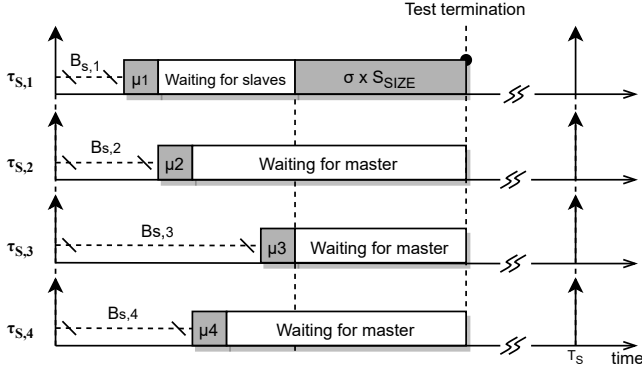 Test termination
τS,1
Bs,1
μ1
Waiting for slaves
σ x SSIZE
τS,2
Bs,2
μ2
Waiting for master
τS,3
Bs,3
μ3
Waiting for master
τS,4
Bs,4
μ4
Waiting for master
TS
time